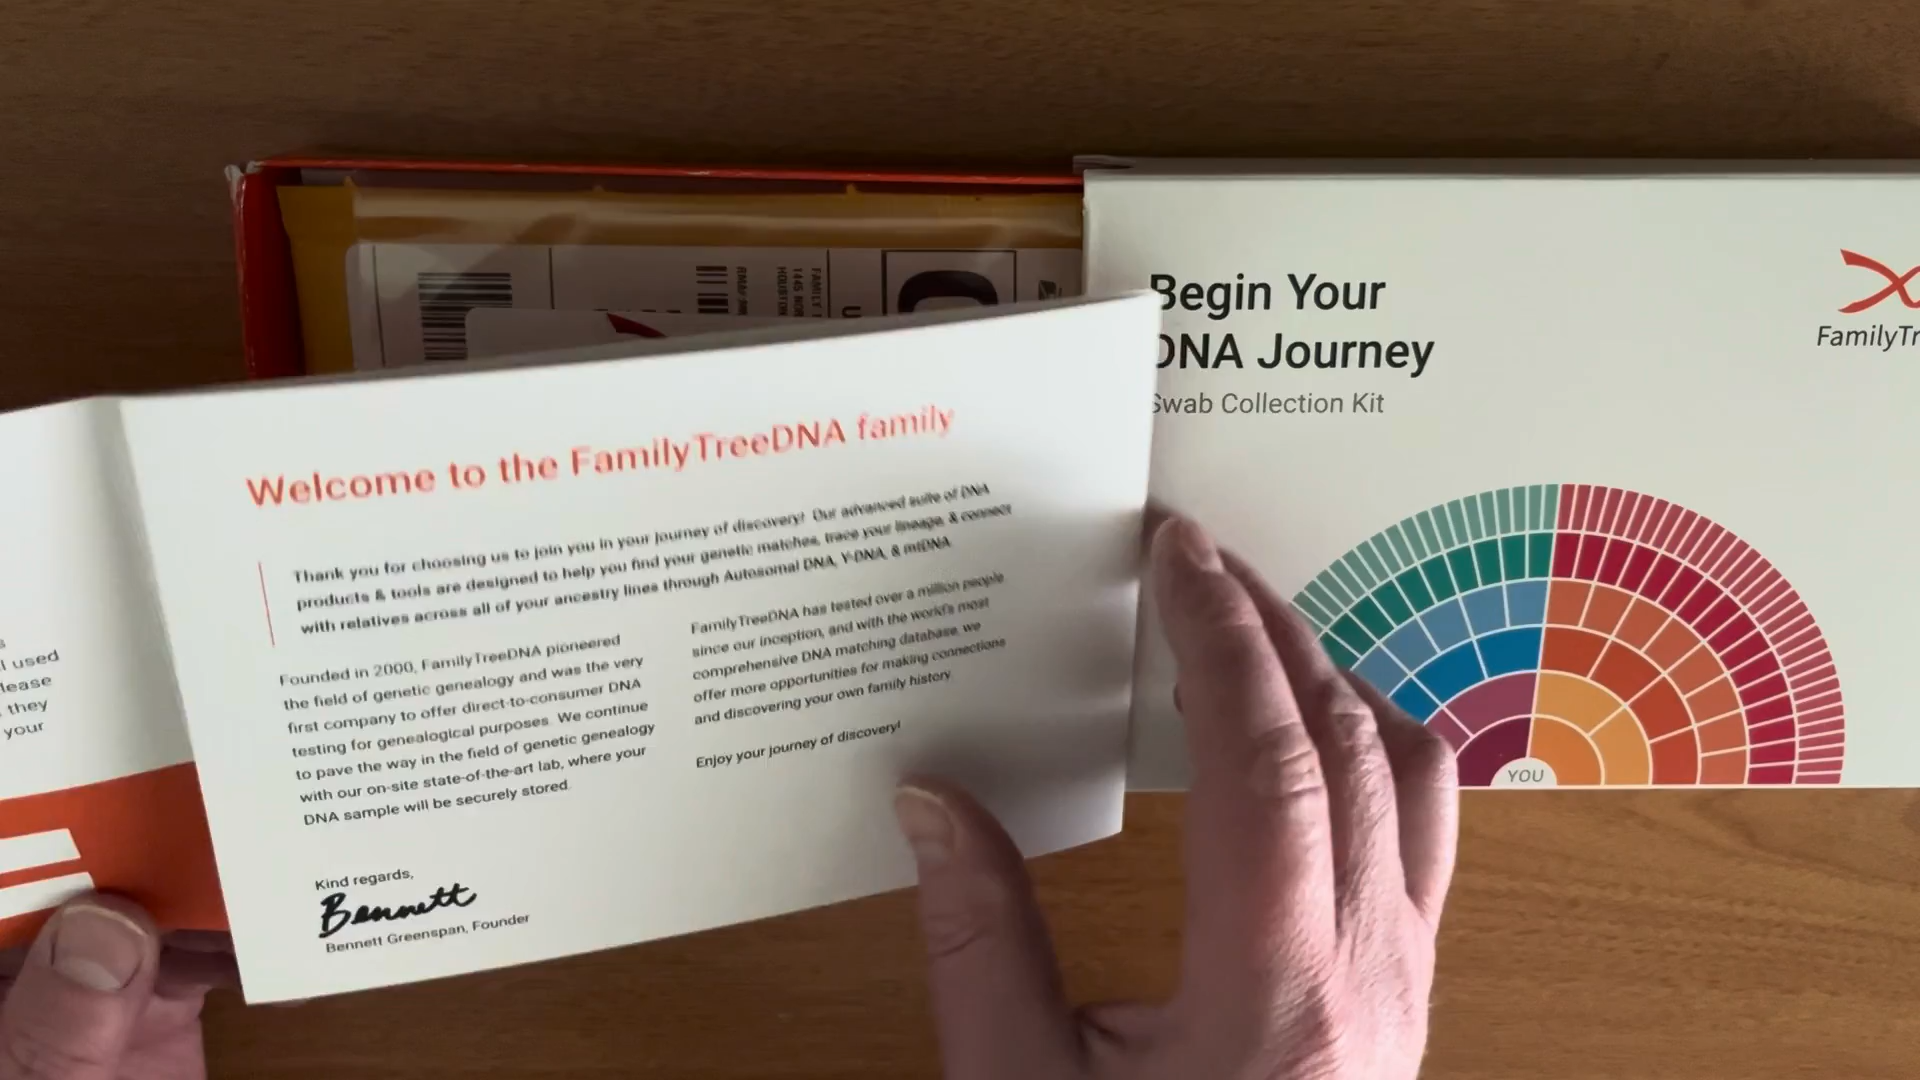 Begin Your
DNA Journey
Swab Collection Kit
YOU
Welcome to the FamilyTreeDNA family
Thank you for choosing us to join you in your journey of discovery! Our advanced suite of DNA
products & tools are designed to help you find your genetic matches, trace your lineage, & connect
with relatives across all of your ancestry lines through Autosomal DNA, Y-DNA, & mtDNA.
Founded in 2000, FamilyTreeDNA pioneered
the field of genetic genealogy and was the very
first company to offer direct-to-consumer DNA
testing for genealogical purposes. We continue
to pave the way in the field of genetic genealogy
with our on-site state-of-the-art lab, where your
DNA sample will be securely stored.
FamilyTreeDNA has tested over a million people
since our inception, and with the world's most
comprehensive DNA matching database, we
offer more opportunities for making connections
and discovering your own family history.
Enjoy your journey of discovery!
Kind regards,
Bennett
Bennett Greenspan, Founder
used
they
your
FAMILY
1445
HOUSTON